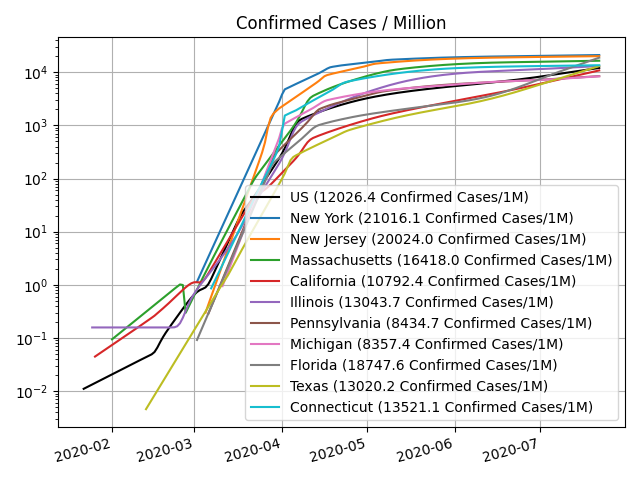 Confirmed Cases / Million
10⁴
10³
10²
10¹
10⁰
10⁻¹
10⁻²
US (12026.4 Confirmed Cases/1M)
New York (21016.1 Confirmed Cases/1M)
New Jersey (20024.0 Confirmed Cases/1M)
Massachusetts (16418.0 Confirmed Cases/1M)
California (10792.4 Confirmed Cases/1M)
Illinois (13043.7 Confirmed Cases/1M)
Pennsylvania (8434.7 Confirmed Cases/1M)
Michigan (8357.4 Confirmed Cases/1M)
Florida (18747.6 Confirmed Cases/1M)
Texas (13020.2 Confirmed Cases/1M)
Connecticut (13521.1 Confirmed Cases/1M)
2020-02 2020-03 2020-04 2020-05 2020-06 2020-07